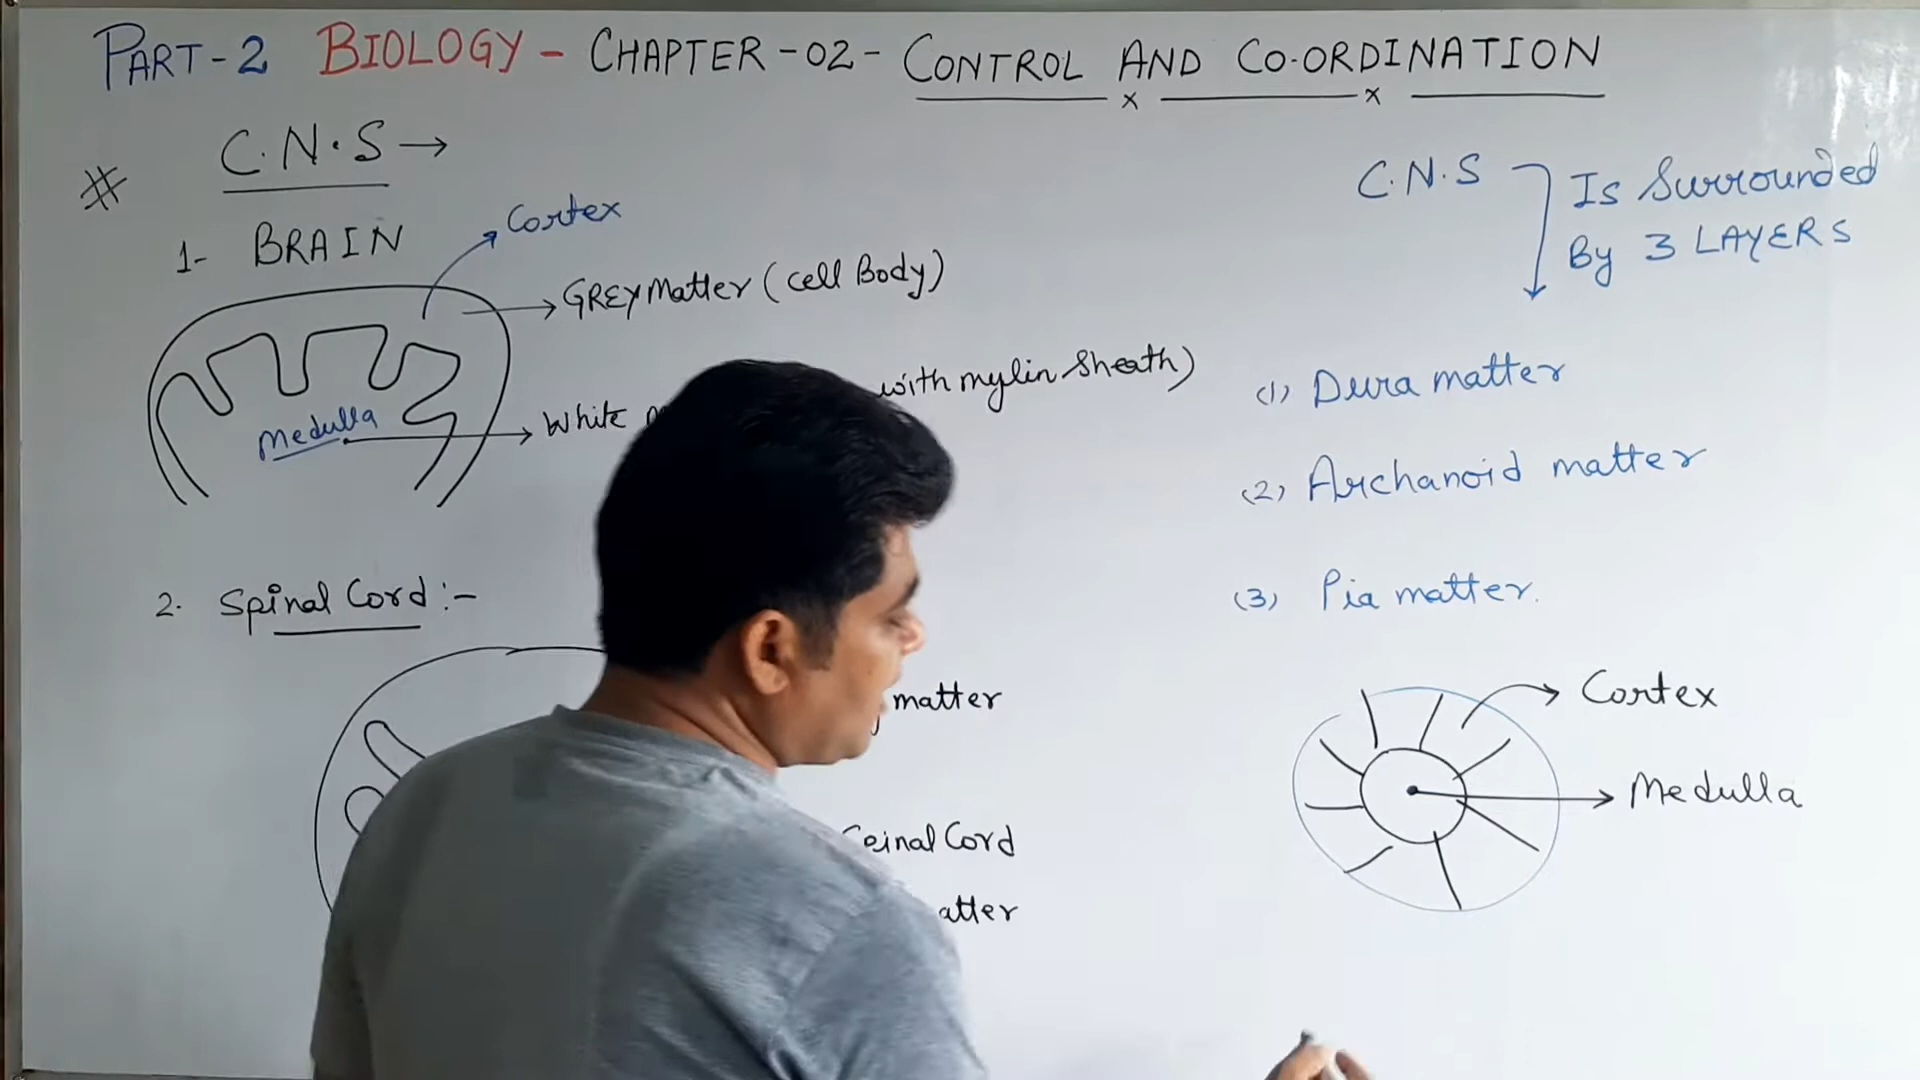 PART-2 BIOLOGY - CHAPTER-02- CONTROL AND CO-ORDINATION
# C.N.S →
1- BRAIN
Cortex
GREY Matter (cell Body)
Medulla
White
with mylin Sheath)
2. Spinal Cord :-
matter
Cord
C.N.S
Is Surrounded
By 3 LAYERS
(1) Dura matter
(2) Archanoid matter
(3) Pia matter.
Cortex
Medulla